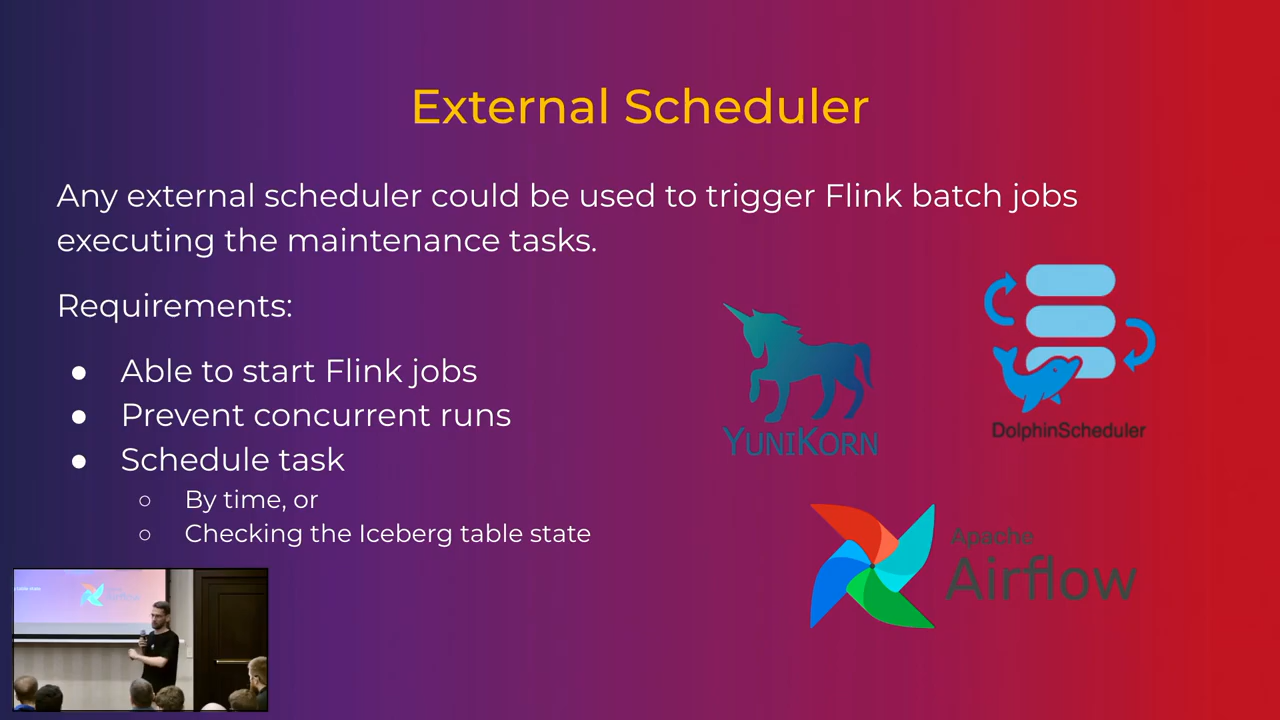 External Scheduler
Any external scheduler could be used to trigger Flink batch jobs
executing the maintenance tasks.
Requirements:
● Able to start Flink jobs
● Prevent concurrent runs
● Schedule task
○ By time, or
○ Checking the Iceberg table state
YUNIKORN
DolphinScheduler
Apache
Airflow